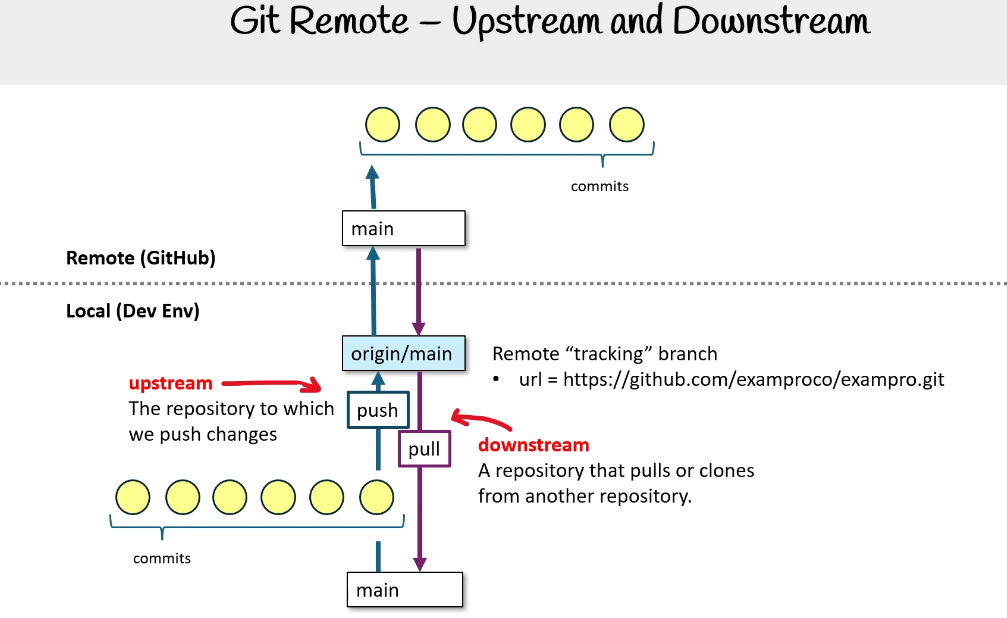 Git Remote – Upstream and Downstream
commits
main
Remote (GitHub)
Local (Dev Env)
origin/main
Remote “tracking” branch
• url = https://github.com/examproco/exampro.git
upstream
The repository to which
we push changes
push
pull
downstream
A repository that pulls or clones
from another repository.
commits
main